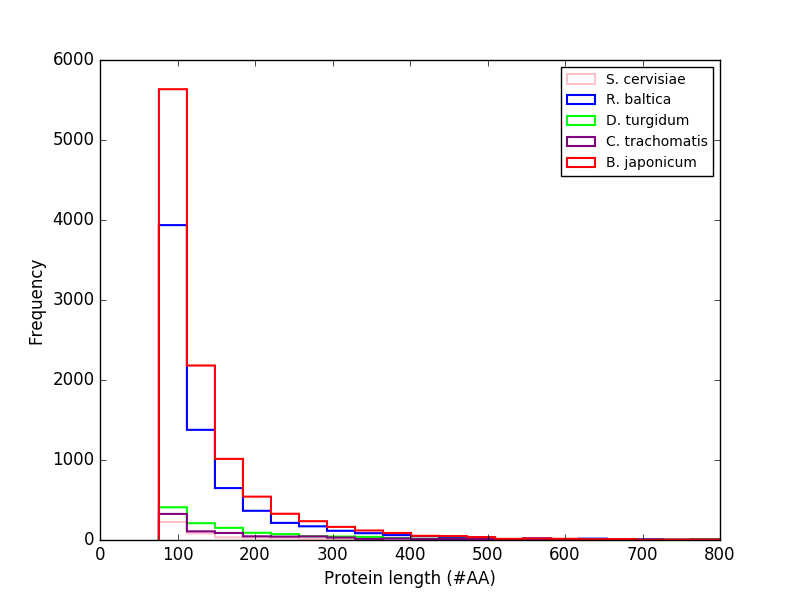 6000
5000
4000
3000
2000
1000
0
Frequency
0 100 200 300 400 500 600 700 800
Protein length (#AA)
S. cervisiae
R. baltica
D. turgidum
C. trachomatis
B. japonicum